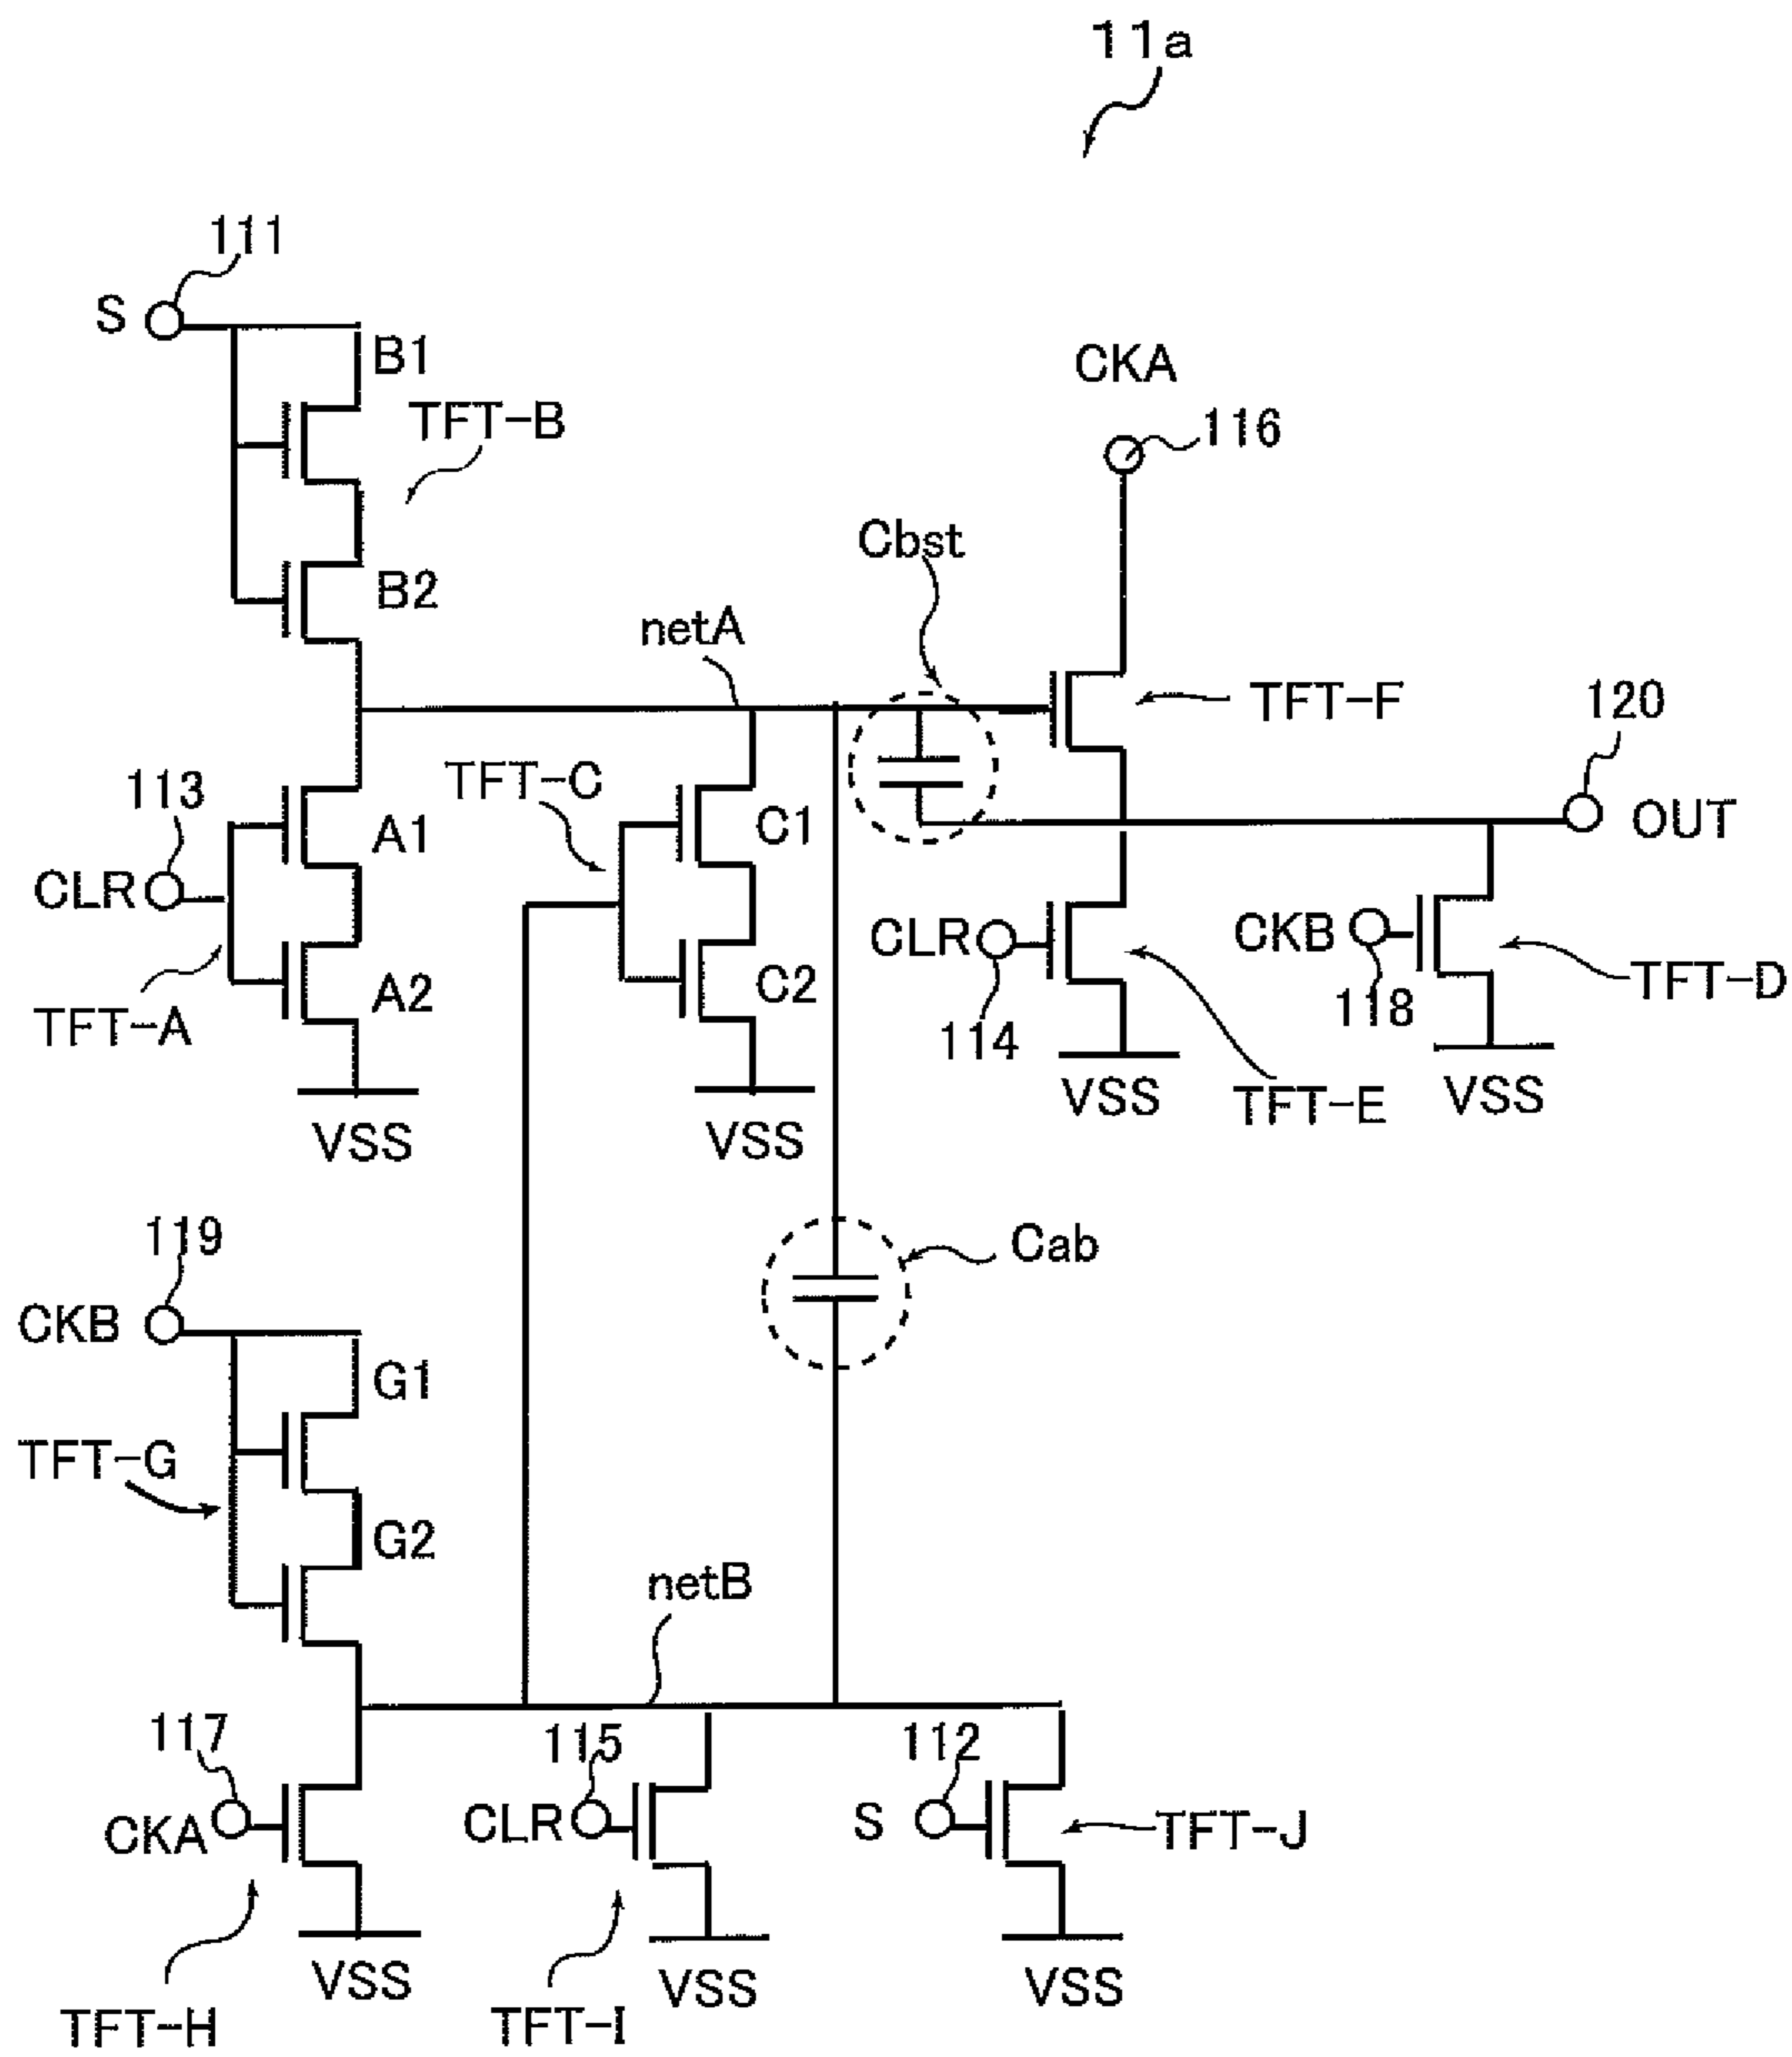 11a
111
S
B1
TFT-B
CKA
116
Cbst
B2
netA
TFT-F
120
113
TFT-C
A1
C1
OUT
CLR
CLR
CKB
A2
C2
TFT-D
TFT-A
114
118
VSS
VSS
VSS
TFT-E
VSS
119
Cab
CKB
G1
TFT-G
G2
netB
117
115
112
CKA
CLR
S
TFT-J
VSS
VSS
VSS
TFT-H
TFT-I